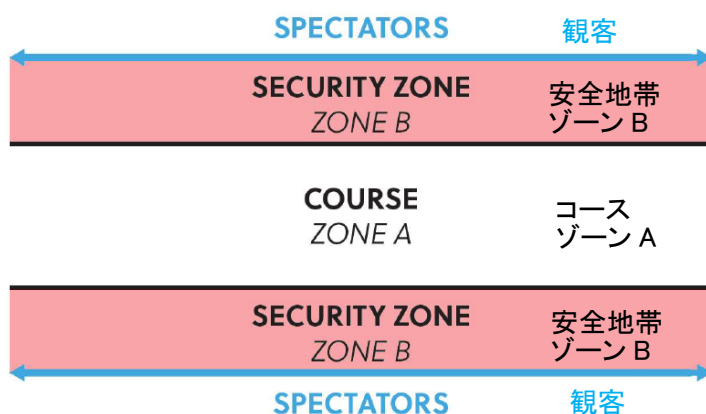 SPECTATORS 観客
SECURITY ZONE 安全地帯
ZONE B ゾーン B
COURSE コース
ZONE A ゾーン A
SECURITY ZONE 安全地帯
ZONE B ゾーン B
SPECTATORS 観客